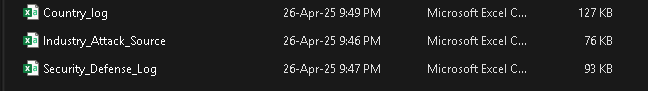 Country_log 26-Apr-25 9:49 PM Microsoft Excel C... 127 KB
Industry_Attack_Source 26-Apr-25 9:46 PM Microsoft Excel C... 76 KB
Security_Defense_Log 26-Apr-25 9:47 PM Microsoft Excel C... 93 KB